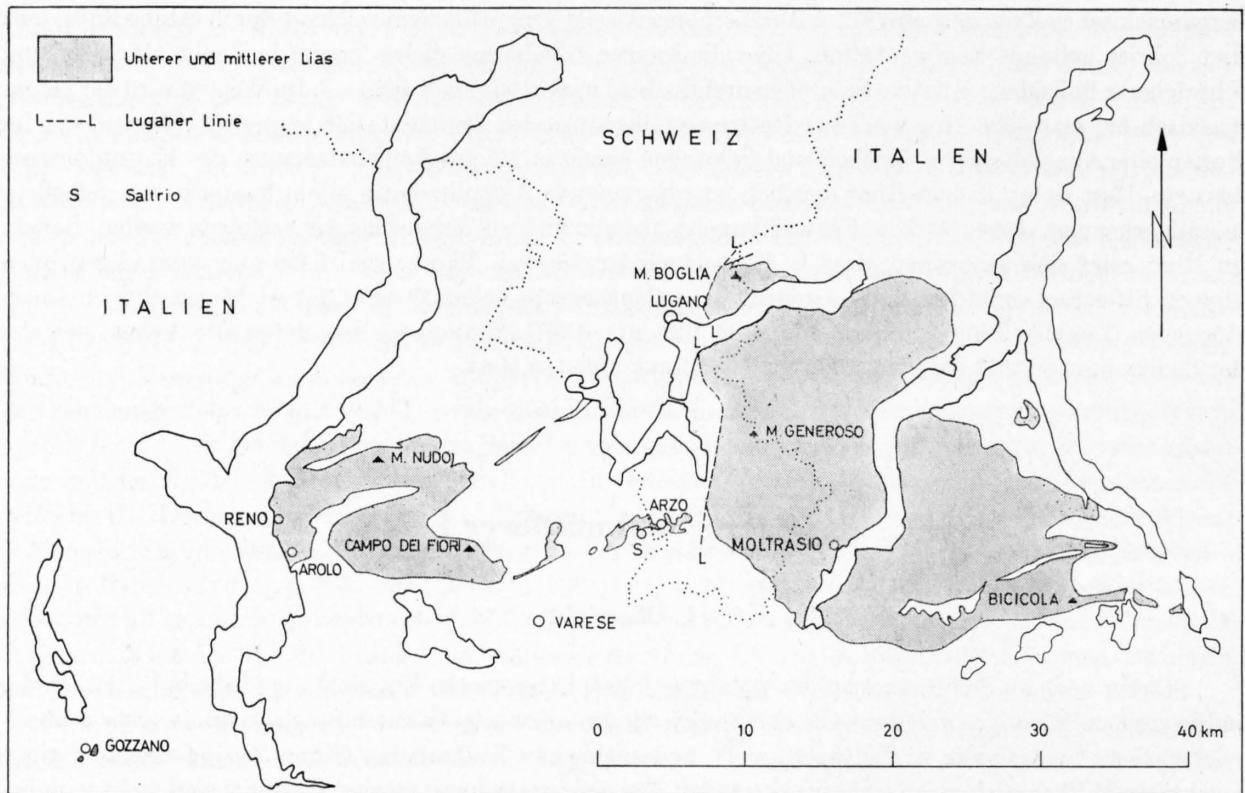 Unterer und mittlerer Lias
L----L Luganer Linie
S Saltrio
SCHWEIZ
ITALIEN
N
ITALIEN
L
M. BOGLIA
LUGANO
L
L
M. GENEROSO
M. NUDO
RENO
ARZO
S
CAMPO DEI FIORI
MOLTRASIO
AROLO
L
BICICOLA
VARESE
GOZZANO
0 10 20 30 40 km